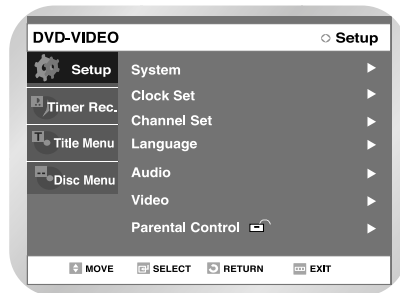 DVD-VIDEO Setup
Setup
Timer Rec.
Title Menu
Disc Menu
System
Clock Set
Channel Set
Language
Audio
Video
Parental Control
MOVE SELECT RETURN EXIT